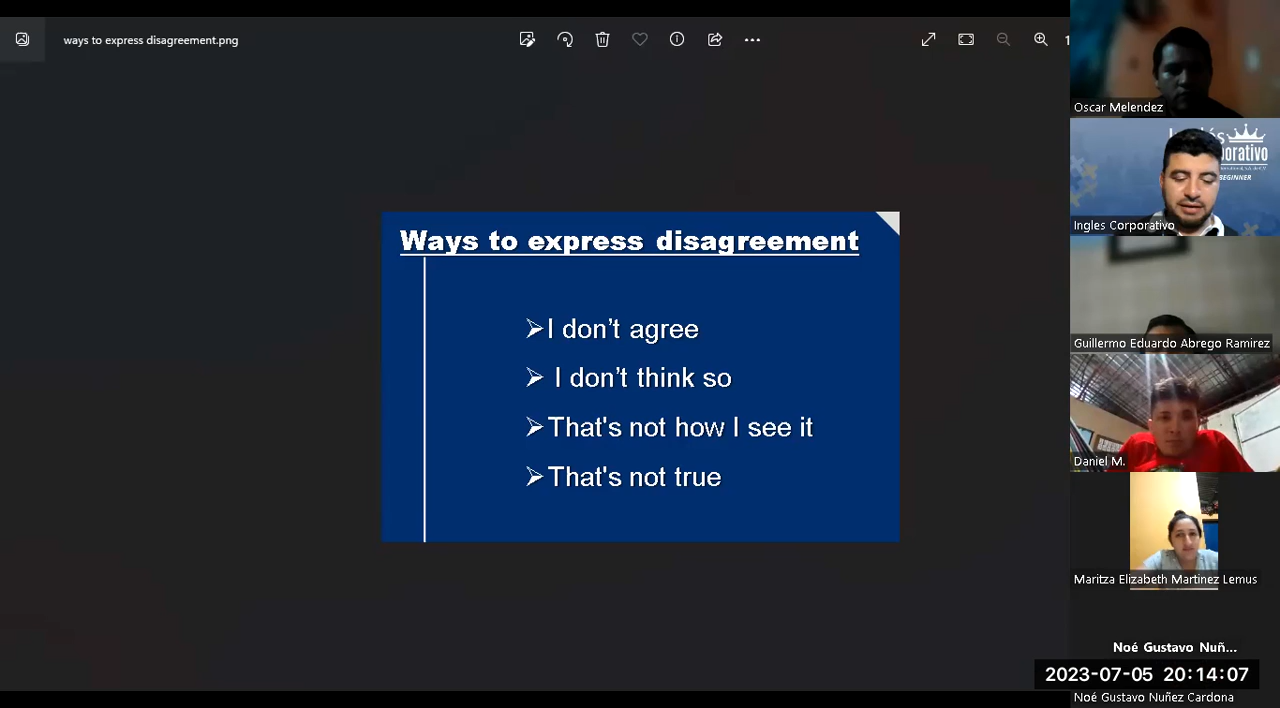 ways to express disagreement.png
1
Ways to express disagreement
➢I don't agree
➢ I don't think so
➢That's not how I see it
➢That's not true
Oscar Melendez
BEGINNER
Ingles Corporativo
Guillermo Eduardo Abrego Ramirez
Daniel M.
Maritza Elizabeth Martinez Lemus
Noé Gustavo Nuñ...
2023-07-05 20:14:07
Noé Gustavo Nuñez Cardona